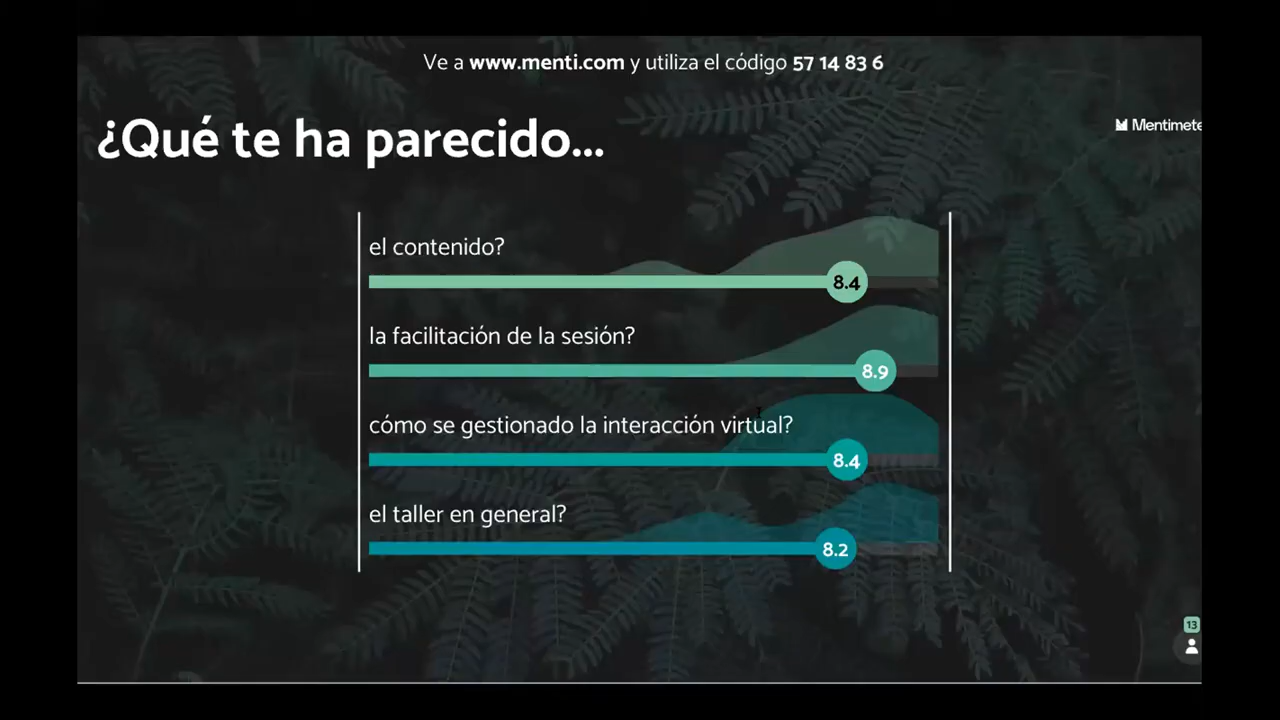 Ve a www.menti.com y utiliza el código 57 14 83 6
¿Qué te ha parecido...
Mentimete
el contenido?
8.4
la facilitación de la sesión?
8.9
cómo se gestionado la interacción virtual?
8.4
el taller en general?
8.2
13